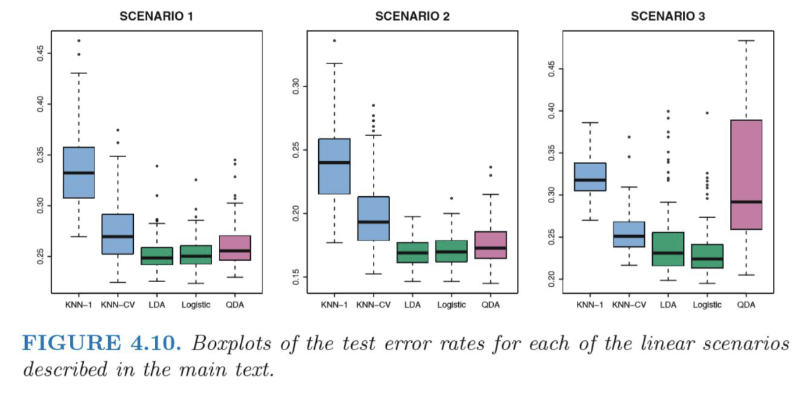 SCENARIO 1
0.45
0.40
0.35
0.30
0.25
KNN−1 KNN−CV LDA Logistic QDA
SCENARIO 2
0.30
0.25
0.20
0.15
KNN−1 KNN−CV LDA Logistic QDA
SCENARIO 3
0.45
0.40
0.35
0.30
0.25
0.20
KNN−1 KNN−CV LDA Logistic QDA
FIGURE 4.10. Boxplots of the test error rates for each of the linear scenarios
described in the main text.